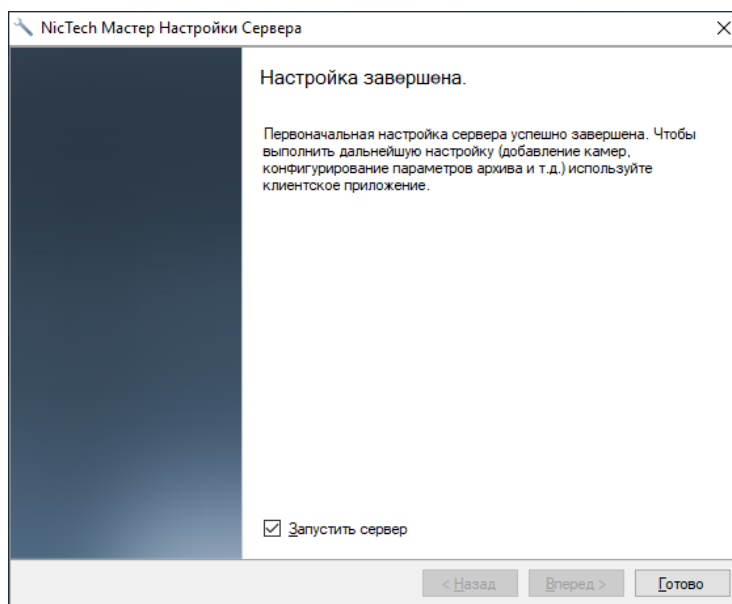 NicTech Мастер Настройки Сервера
Настройка завершена.
Первоначальная настройка сервера успешно завершена. Чтобы
выполнить дальнейшую настройку (добавление камер,
конфигурирование параметров архива и т.д.) используйте
клиентское приложение.
Запустить сервер
< Назад Вперед > Готово